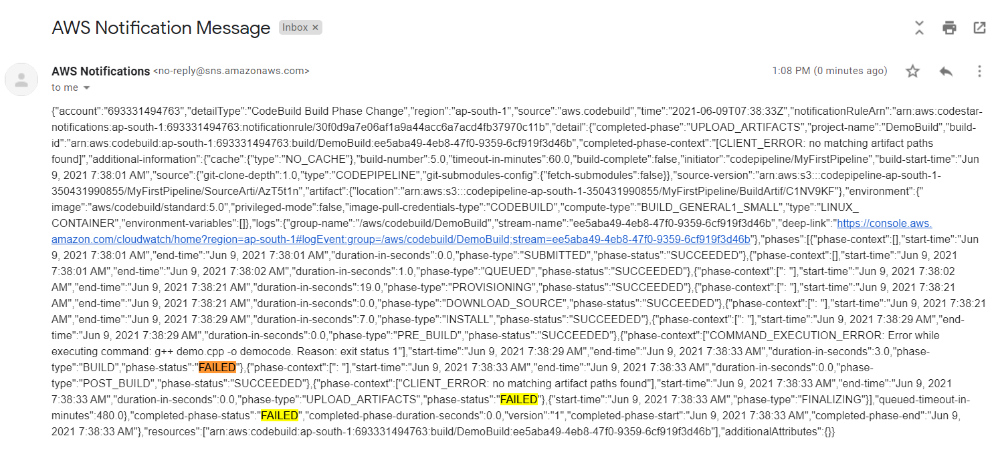 AWS Notification Message Inbox ×
AWS Notifications <no-reply@sns.amazonaws.com> 1:08 PM (0 minutes ago)
to me
{"account":"693331494763","detailType":"CodeBuild Build Phase Change","region":"ap-south-1","source":"aws.codebuild","time":"2021-06-09T07:38:33Z","notificationRuleArn":"arn:aws:codestar-
notifications:ap-south-1:693331494763:notificationrule/30f0d9a7e06af1a9a44acc6a7acd4fb37970c11b","detail":{"completed-phase":"UPLOAD_ARTIFACTS","project-name":"DemoBuild","build-
id":"arn:aws:codebuild:ap-south-1:693331494763:build/DemoBuild:ee5aba49-4eb8-47f0-9359-6cf919f3d46b","completed-phase-context":"[CLIENT_ERROR: no matching artifact paths
found]","additional-information":{"cache":{"type":"NO_CACHE"},"build-number":5.0,"timeout-in-minutes":60.0,"build-complete":false,"initiator":"codepipeline/MyFirstPipeline","build-start-time":"Jun
9, 2021 7:38:01 AM","source":{"git-clone-depth":1.0,"type":"CODEPIPELINE","git-submodules-config":{"fetch-submodules":false}},"source-version":"arn:aws:s3:::codepipeline-ap-south-1-
350431990855/MyFirstPipeline/SourceArti/AzT5t1n","artifact":{"location":"arn:aws:s3:::codepipeline-ap-south-1-350431990855/MyFirstPipeline/BuildArtif/C1NV9KF"},"environment":{"
image":"aws/codebuild/standard:5.0","privileged-mode":false,"image-pull-credentials-type":"CODEBUILD","compute-type":"BUILD_GENERAL1_SMALL","type":"LINUX_
CONTAINER","environment-variables":[]},"logs":{"group-name":"/aws/codebuild/DemoBuild","stream-name":"ee5aba49-4eb8-47f0-9359-6cf919f3d46b","deep-link":"https://console.aws.
amazon.com/cloudwatch/home?region=ap-south-1#logEvent:group=/aws/codebuild/DemoBuild;stream=ee5aba49-4eb8-47f0-9359-6cf919f3d46b"},"phases":[{"phase-context":[],"start-time":"Jun
9, 2021 7:38:01 AM","end-time":"Jun 9, 2021 7:38:01 AM","duration-in-seconds":0.0,"phase-type":"SUBMITTED","phase-status":"SUCCEEDED"},{"phase-context":[],"start-time":"Jun 9, 2021
7:38:01 AM","end-time":"Jun 9, 2021 7:38:02 AM","duration-in-seconds":1.0,"phase-type":"QUEUED","phase-status":"SUCCEEDED"},{"phase-context":[": "],"start-time":"Jun 9, 2021 7:38:02
AM","end-time":"Jun 9, 2021 7:38:21 AM","duration-in-seconds":19.0,"phase-type":"PROVISIONING","phase-status":"SUCCEEDED"},{"phase-context":[": "],"start-time":"Jun 9, 2021 7:38:21
AM","end-time":"Jun 9, 2021 7:38:21 AM","duration-in-seconds":0.0,"phase-type":"DOWNLOAD_SOURCE","phase-status":"SUCCEEDED"},{"phase-context":[": "],"start-time":"Jun 9, 2021 7:38:21
AM","end-time":"Jun 9, 2021 7:38:29 AM","duration-in-seconds":7.0,"phase-type":"INSTALL","phase-status":"SUCCEEDED"},{"phase-context":[": "],"start-time":"Jun 9, 2021 7:38:29 AM","end-
time":"Jun 9, 2021 7:38:29 AM","duration-in-seconds":0.0,"phase-type":"PRE_BUILD","phase-status":"SUCCEEDED"},{"phase-context":["COMMAND_EXECUTION_ERROR: Error while
executing command: g++ demo.cpp -o democode. Reason: exit status 1"],"start-time":"Jun 9, 2021 7:38:29 AM","end-time":"Jun 9, 2021 7:38:33 AM","duration-in-seconds":3.0,"phase-
type":"BUILD","phase-status":"FAILED"},{"phase-context":[": "],"start-time":"Jun 9, 2021 7:38:33 AM","end-time":"Jun 9, 2021 7:38:33 AM","duration-in-seconds":0.0,"phase-
type":"POST_BUILD","phase-status":"SUCCEEDED"},{"phase-context":["CLIENT_ERROR: no matching artifact paths found"],"start-time":"Jun 9, 2021 7:38:33 AM","end-time":"Jun 9, 2021
7:38:33 AM","duration-in-seconds":0.0,"phase-type":"UPLOAD_ARTIFACTS","phase-status":"FAILED"},{"start-time":"Jun 9, 2021 7:38:33 AM","phase-type":"FINALIZING"}],"queued-timeout-in-
minutes":480.0},"completed-phase-status":"FAILED","completed-phase-duration-seconds":0.0,"version":"1","completed-phase-start":"Jun 9, 2021 7:38:33 AM","completed-phase-end":"Jun 9,
2021 7:38:33 AM"},"resources":["arn:aws:codebuild:ap-south-1:693331494763:build/DemoBuild:ee5aba49-4eb8-47f0-9359-6cf919f3d46b"],"additionalAttributes":{}}